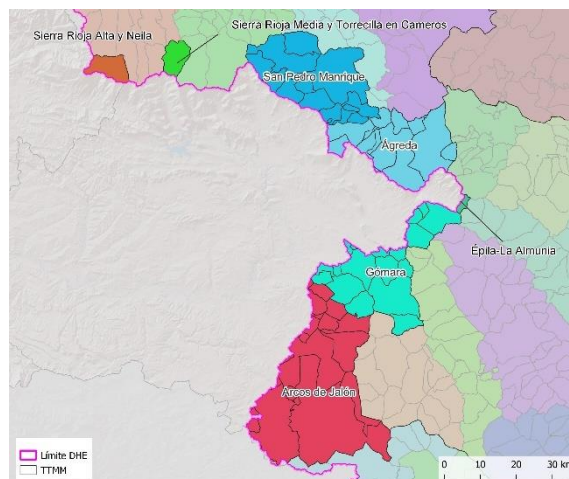 Sierra Rioja Media y Torrecilla en Cameros
Sierra Rioja Alta y Neila
San Pedro Manrique
Ágreda
Épila-La Almunia
Gómara
Arcos de Jalón
Límite DHE
TTMM
0 10 20 30 km